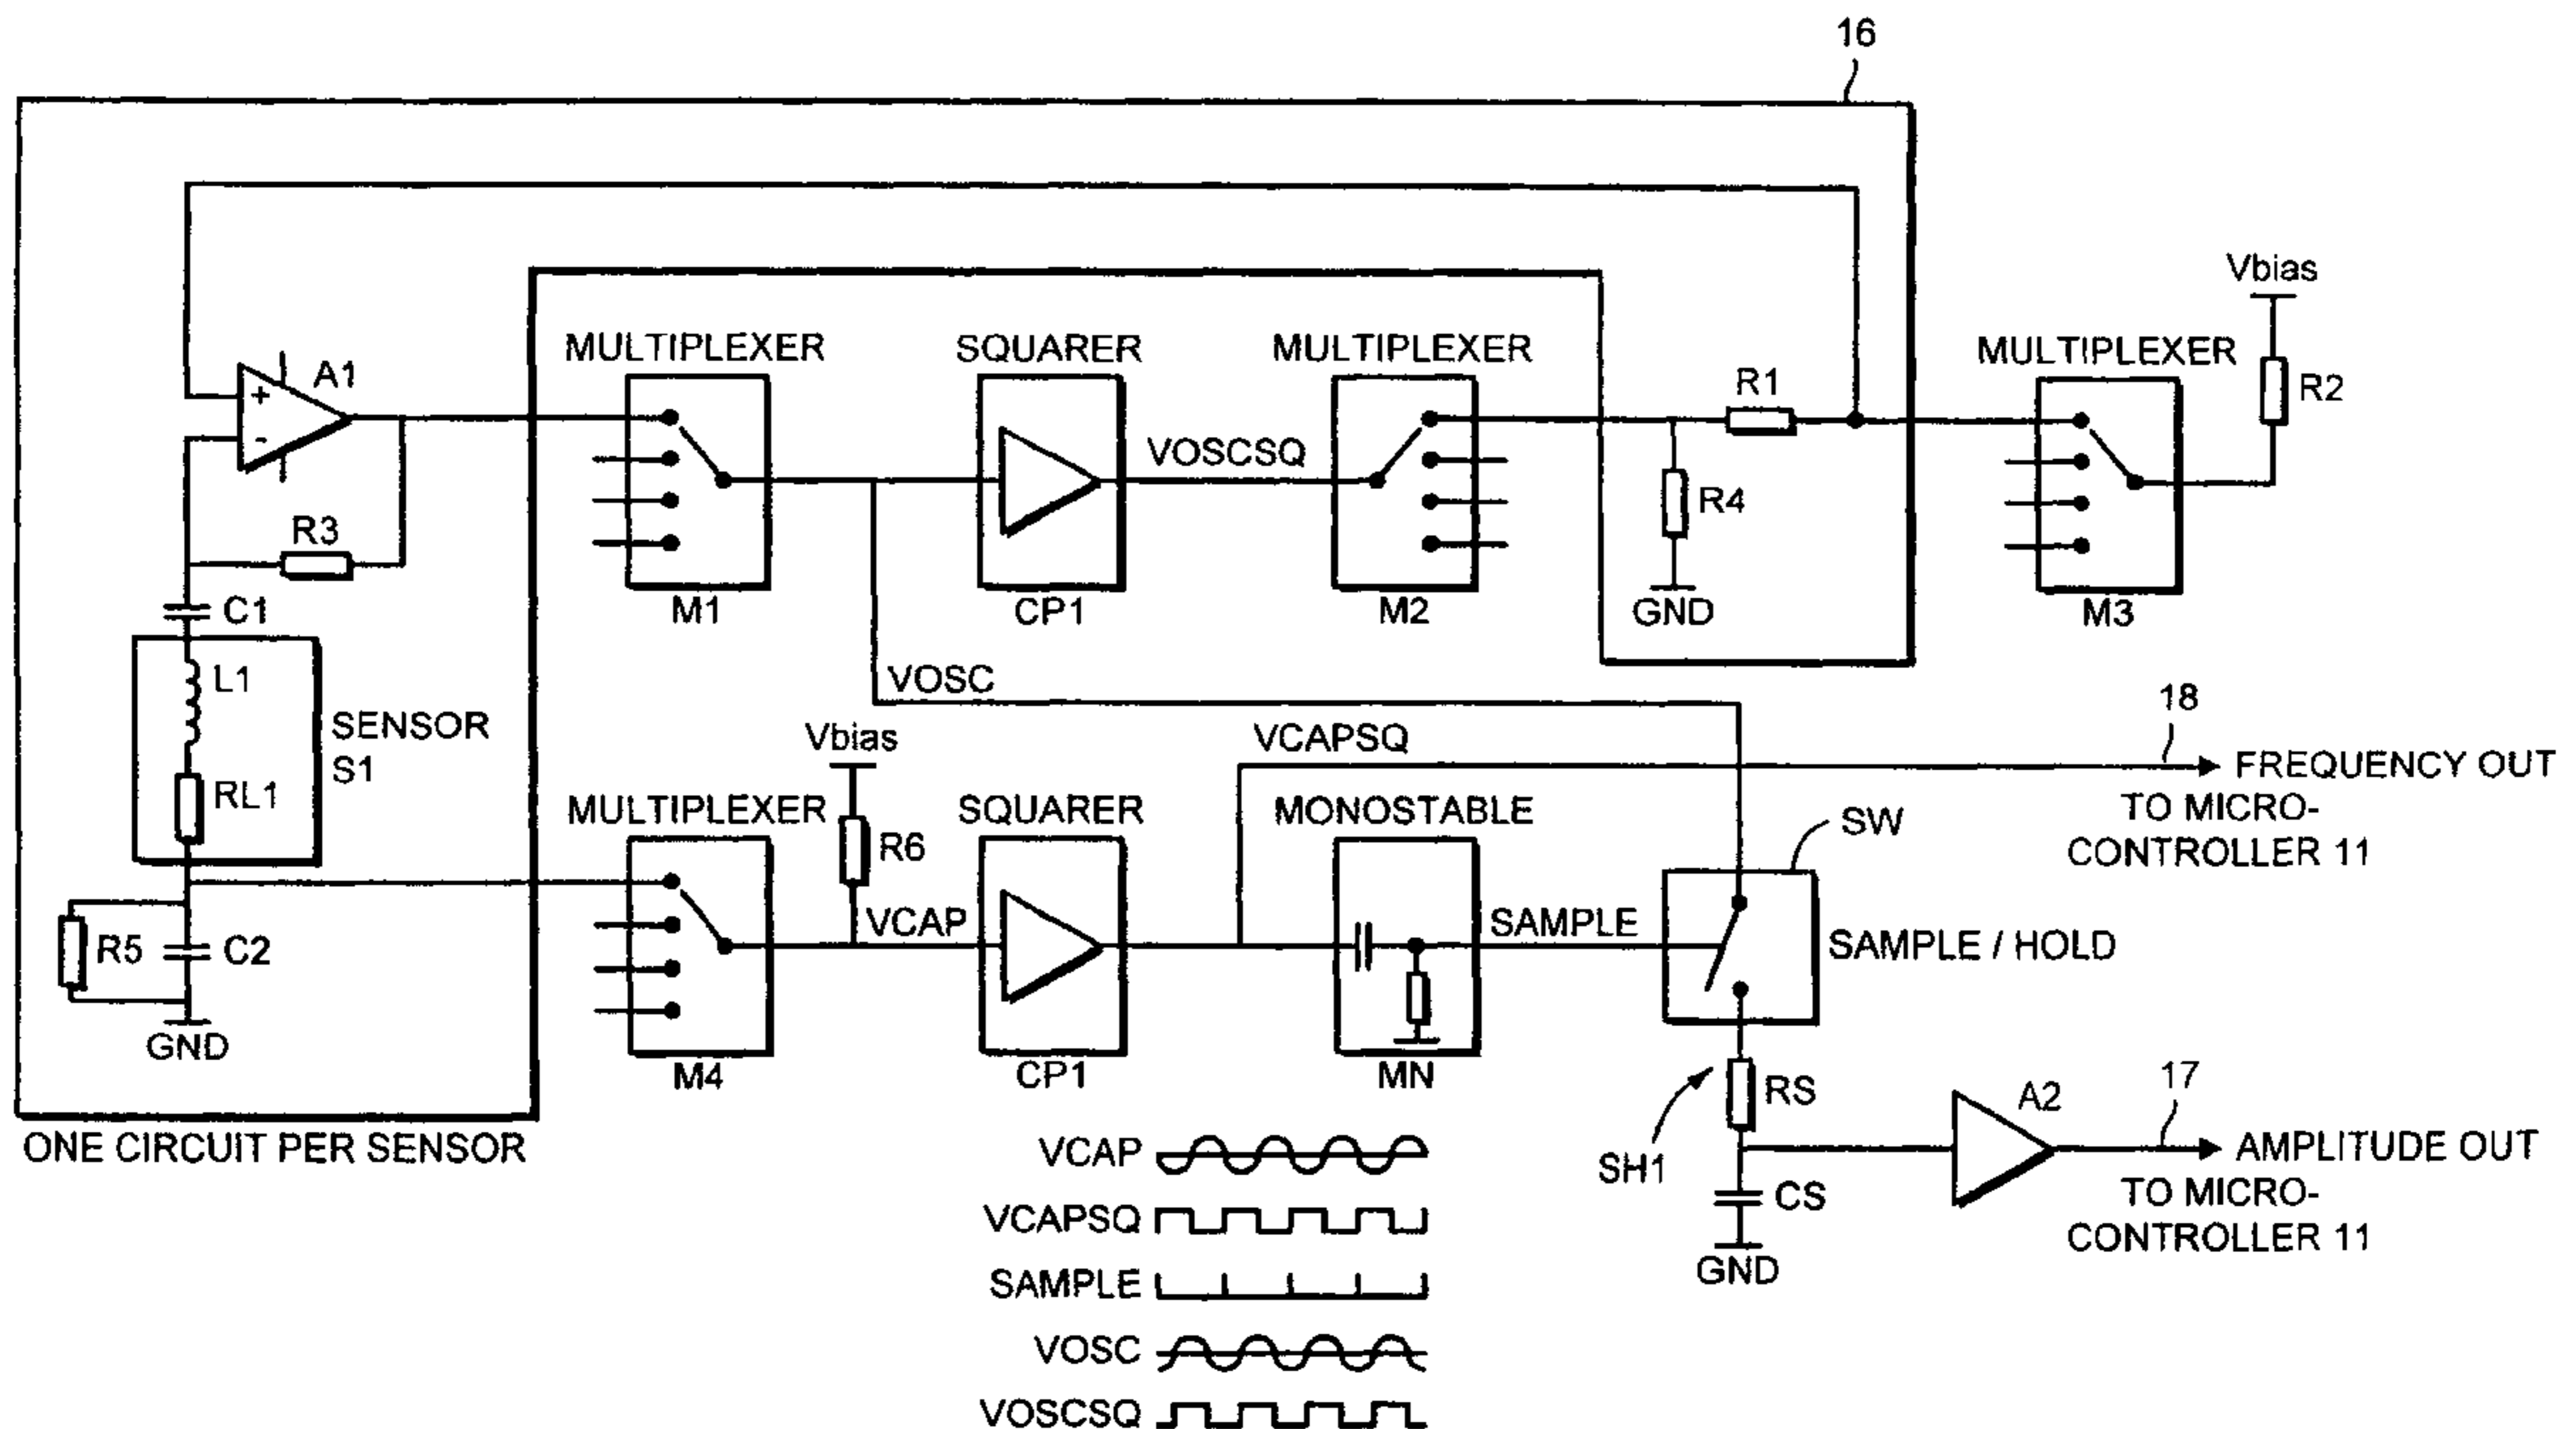 16
Vbias
A1
+
-
MULTIPLEXER
SQUARER
MULTIPLEXER
R1
MULTIPLEXER
R2
VOSCSQ
R4
R3
GND
C1
M1
CP1
M2
M3
L1
VOSC
SENSOR
S1
RL1
18
Vbias
VCAPSQ
FREQUENCY OUT
TO MICRO-
CONTROLLER 11
MULTIPLEXER
SQUARER
MONOSTABLE
SW
R6
VCAP
SAMPLE
SAMPLE / HOLD
R5
C2
GND
M4
CP1
MN
RS
A2
17
ONE CIRCUIT PER SENSOR
SH1
AMPLITUDE OUT
TO MICRO-
CONTROLLER 11
CS
GND
VCAP
VCAPSQ
SAMPLE
VOSC
VOSCSQ